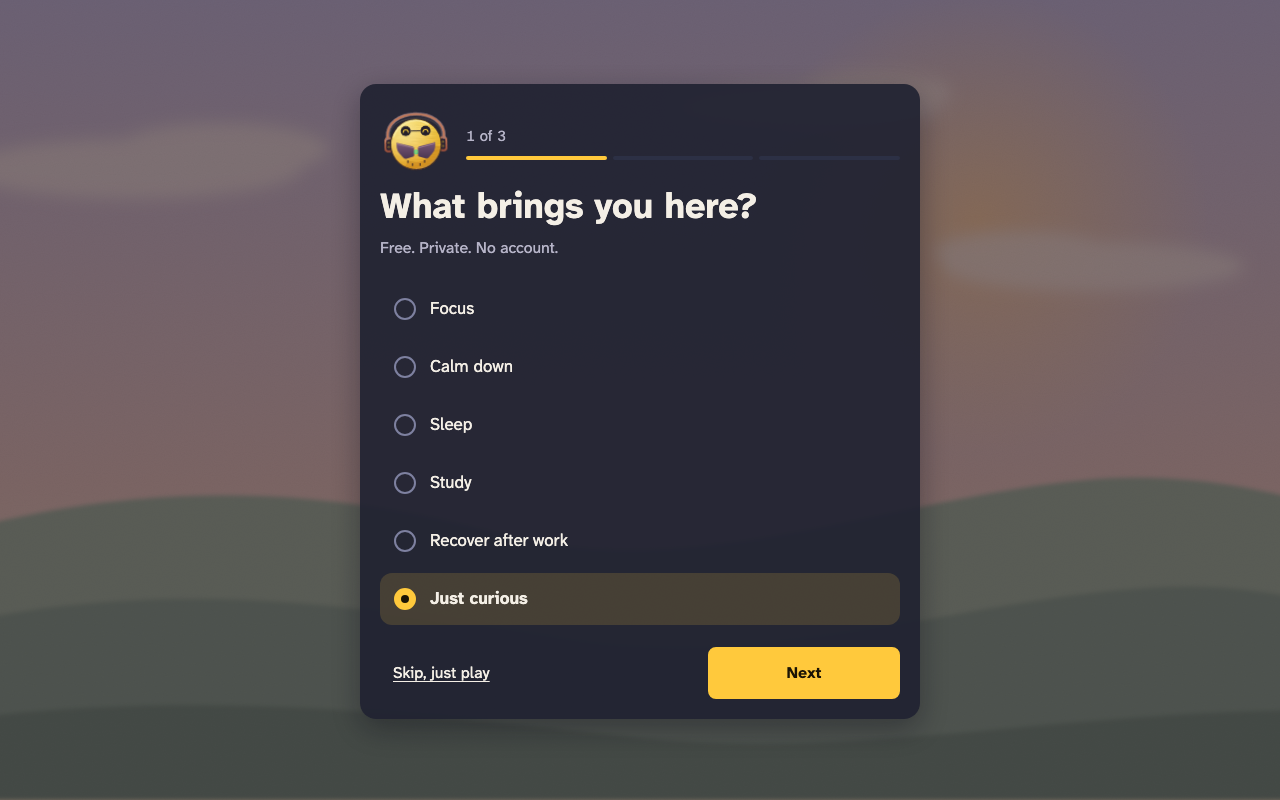 1 of 3
What brings you here?
Free. Private. No account.
Focus
Calm down
Sleep
Study
Recover after work
Just curious
Skip, just play
Next